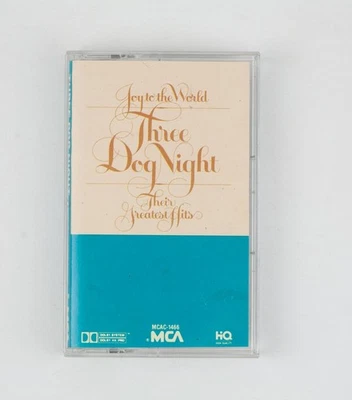 Joy to the World
Three
Dog Night
Their
Greatest Hits
MCAC-1466
MCA
HQ